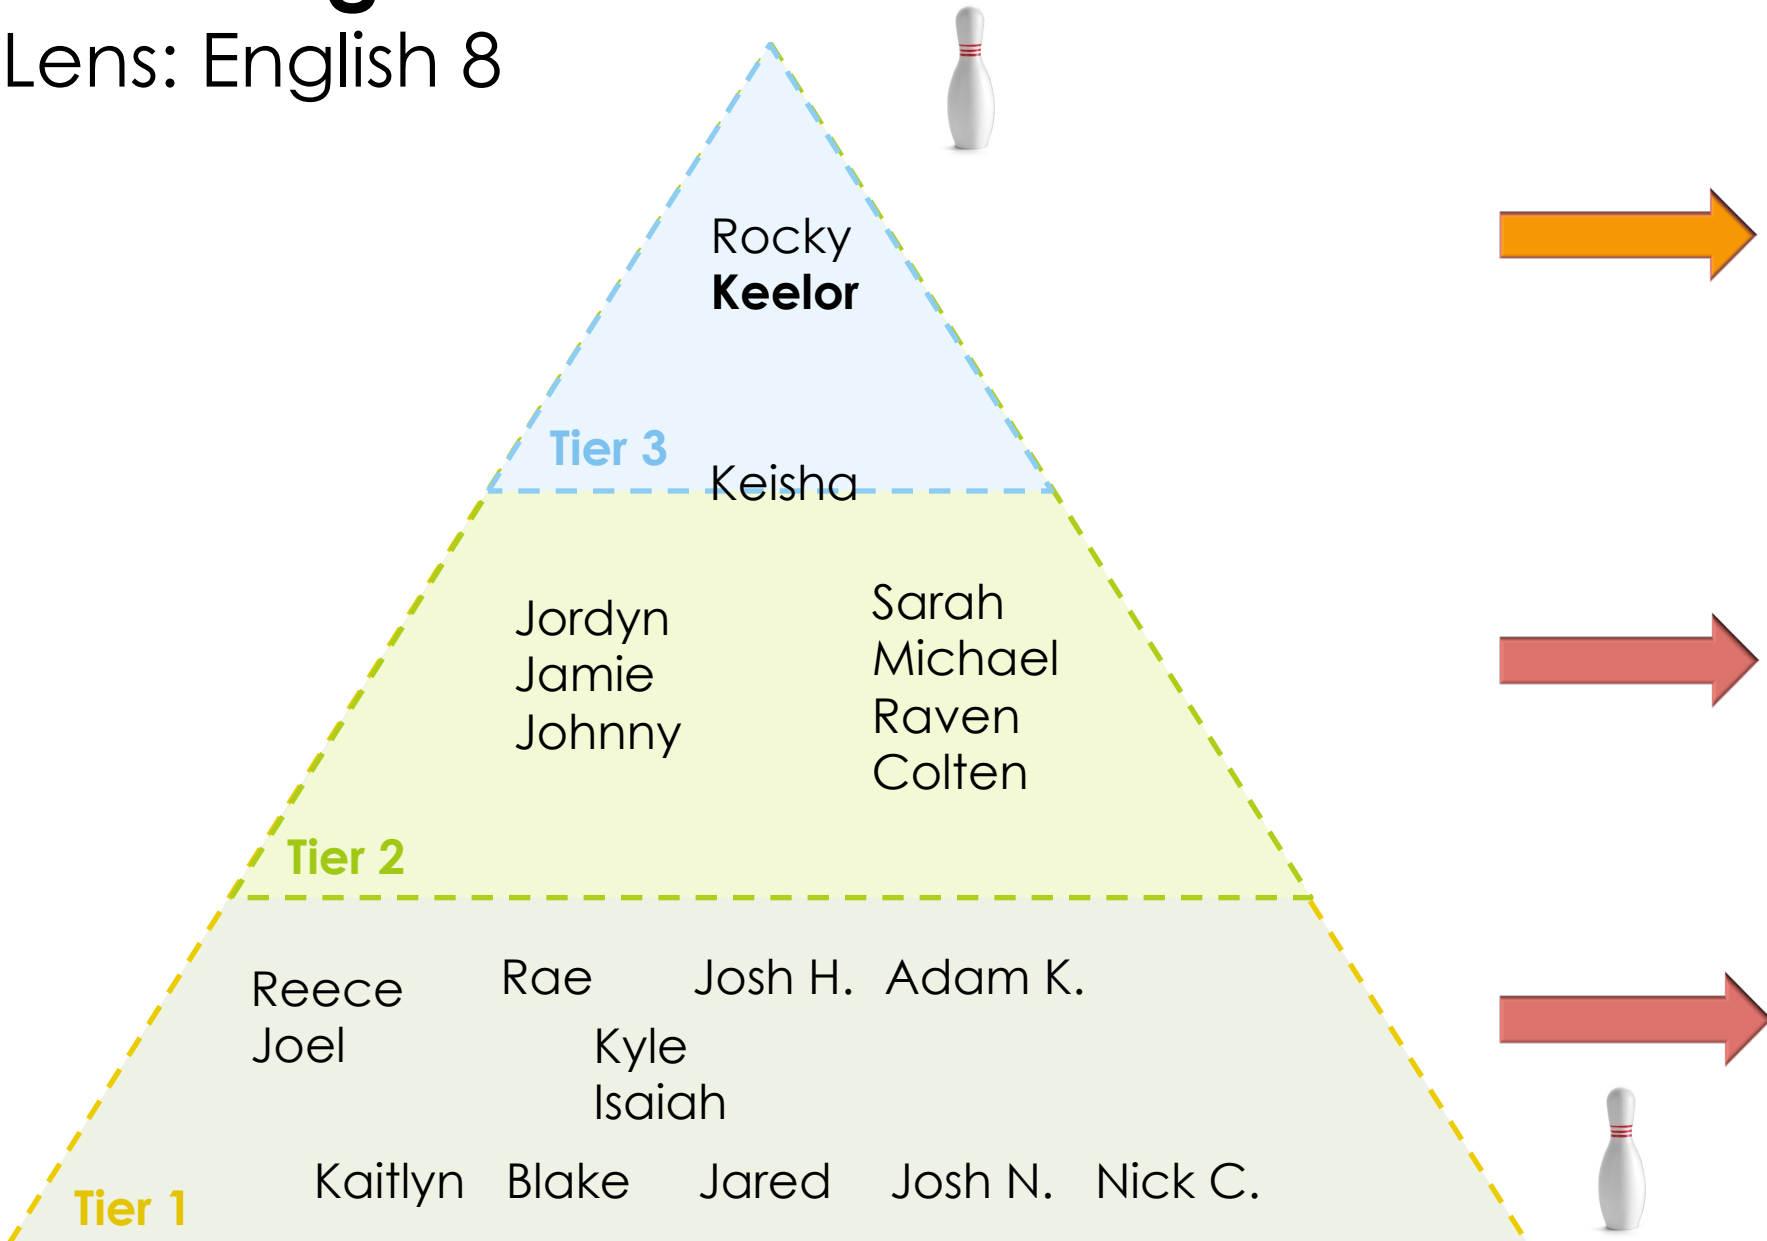 Lens: English 8
Rocky
Keelor
Tier 3
Keisha
Jordyn
Jamie
Johnny
Sarah
Michael
Raven
Colten
Tier 2
Reece
Joel
Rae
Josh H.
Adam K.
Kyle
Isaiah
Kaitlyn
Blake
Jared
Josh N.
Nick C.
Tier 1